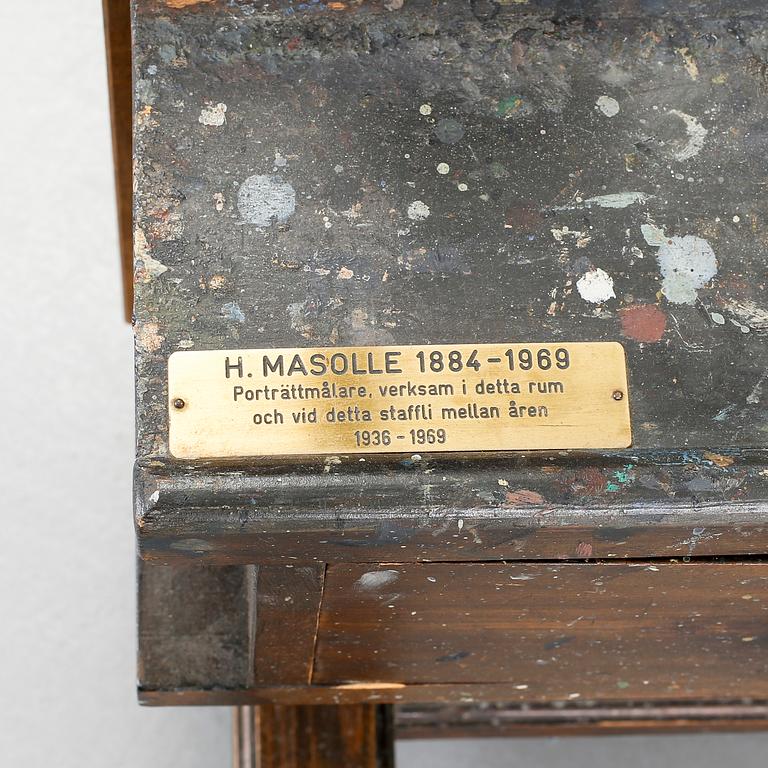 H. MASOLLE 1884-1969
Porträttmålare, verksam i detta rum
och vid detta staffli mellan åren
1936 - 1969